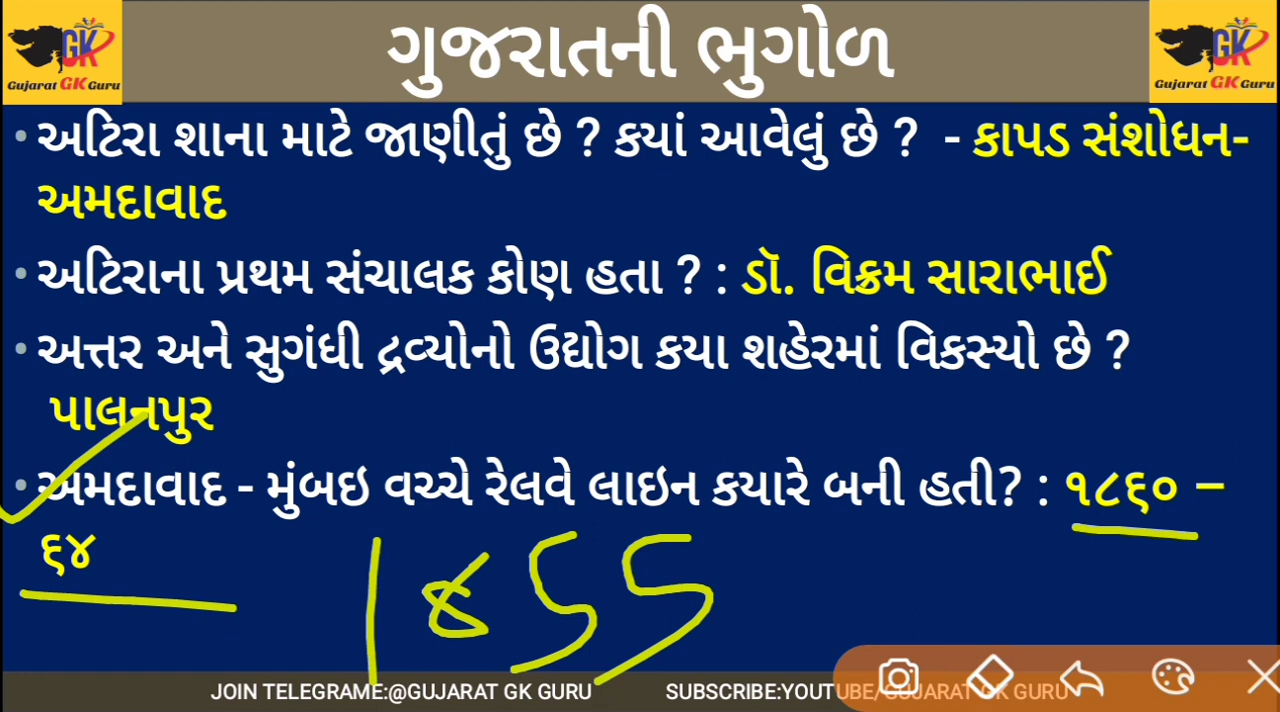 GK
Gujarat GK Guru
ગુજરાતની ભુગોળ
GK
Gujarat GK Guru
• અટિરા શાના માટે જાણીતું છે ? કયાં આવેલું છે ? - કાપડ સંશોધન-
અમદાવાદ
• અટિરાના પ્રથમ સંચાલક કોણ હતા ? : ડૉ. વિક્રમ સારાભાઈ
• અત્તર અને સુગંધી દ્રવ્યોનો ઉદ્યોગ કયા શહેરમાં વિકસ્યો છે ?
પાલનપુર
• અમદાવાદ - મુંબઇ વચ્ચે રેલવે લાઇન કયારે બની હતી? : ૧૮૬૦ –
૬૪
1855
JOIN TELEGRAME:@GUJARAT GK GURU SUBSCRIBE:YOUTUBE/GUJARAT GK GURU